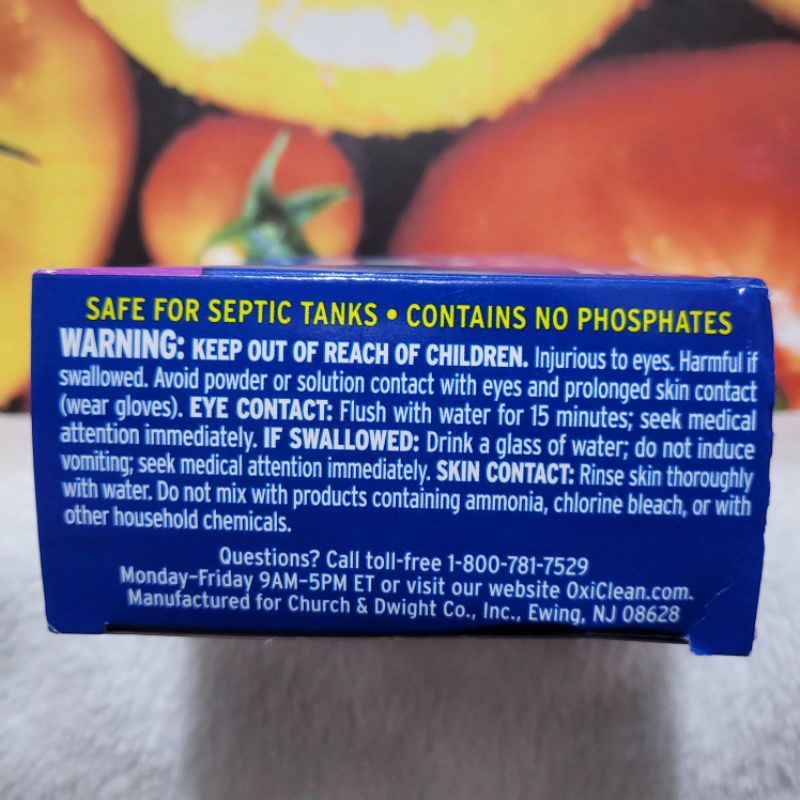 SAFE FOR SEPTIC TANKS • CONTAINS NO PHOSPHATES
WARNING: KEEP OUT OF REACH OF CHILDREN. Injurious to eyes. Harmful if
swallowed. Avoid powder or solution contact with eyes and prolonged skin contact
(wear gloves). EYE CONTACT: Flush with water for 15 minutes; seek medical
attention immediately. IF SWALLOWED: Drink a glass of water; do not induce
vomiting; seek medical attention immediately. SKIN CONTACT: Rinse skin thoroughly
with water. Do not mix with products containing ammonia, chlorine bleach, or with
other household chemicals.
Questions? Call toll-free 1-800-781-7529
Monday–Friday 9AM–5PM ET or visit our website OxiClean.com.
Manufactured for Church & Dwight Co., Inc., Ewing, NJ 08628